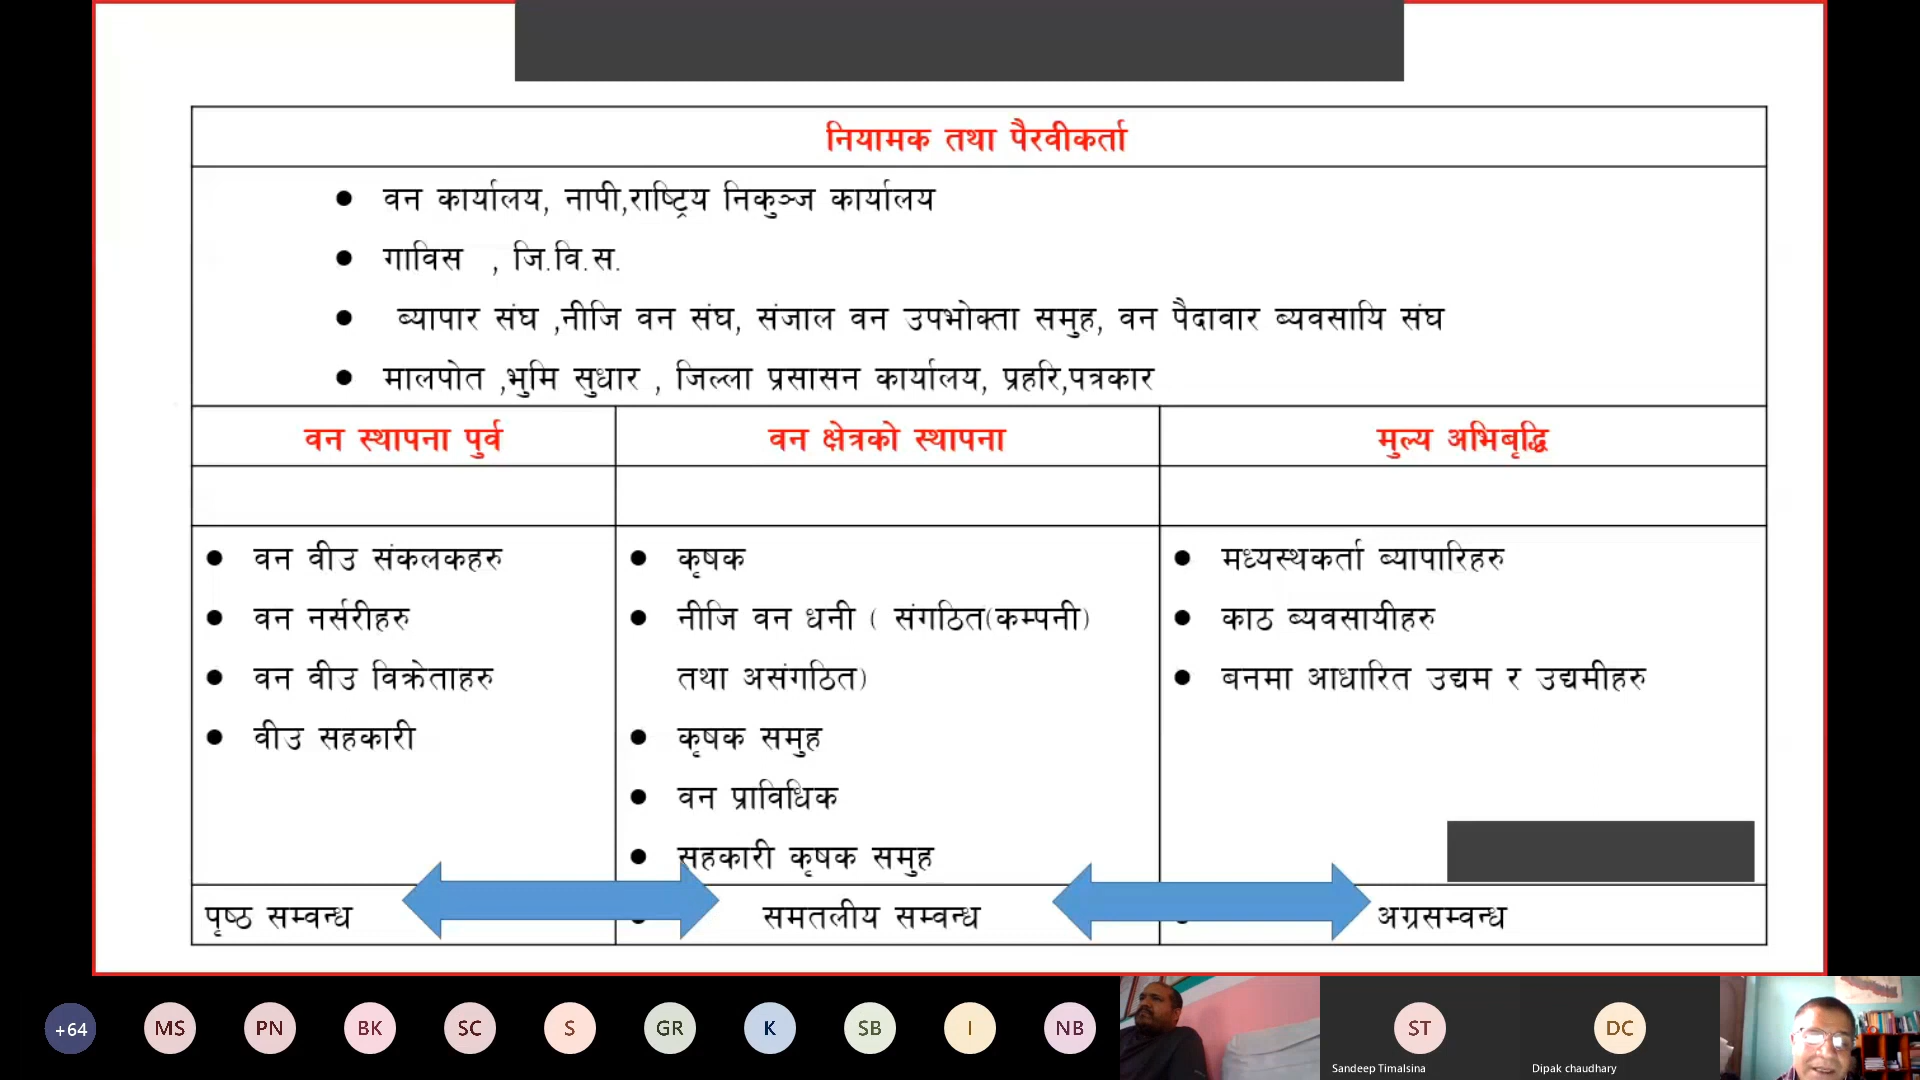 नियामक तथा पैरवीकर्ता
● वन कार्यालय, नापी,राष्ट्रिय निकुञ्ज कार्यालय
● गाविस , जि.वि.स.
● ब्यापार संघ ,नीजि वन संघ, संजाल वन उपभोक्ता समुह, वन पैदावार ब्यवसायि संघ
● मालपोत ,भुमि सुधार , जिल्ला प्रसासन कार्यालय, प्रहरि,पत्रकार
वन स्थापना पुर्व
वन क्षेत्रको स्थापना
मुल्य अभिबृद्धि
● वन वीउ संकलकहरु
● वन नर्सरीहरु
● वन वीउ विक्रेताहरु
● वीउ सहकारी
● कृषक
● नीजि वन धनी ( संगठित(कम्पनी)
तथा असंगठित)
● कृषक समुह
● वन प्राविधिक
● सहकारी कृषक समुह
● मध्यस्थकर्ता ब्यापारिहरु
● काठ ब्यवसायीहरु
● बनमा आधारित उद्यम र उद्यमीहरु
पृष्ठ सम्वन्ध
समतलीय सम्वन्ध
अग्रसम्वन्ध
+64
MS
PN
BK
SC
S
GR
K
SB
I
NB
ST
Sandeep Timalsina
DC
Dipak chaudhary